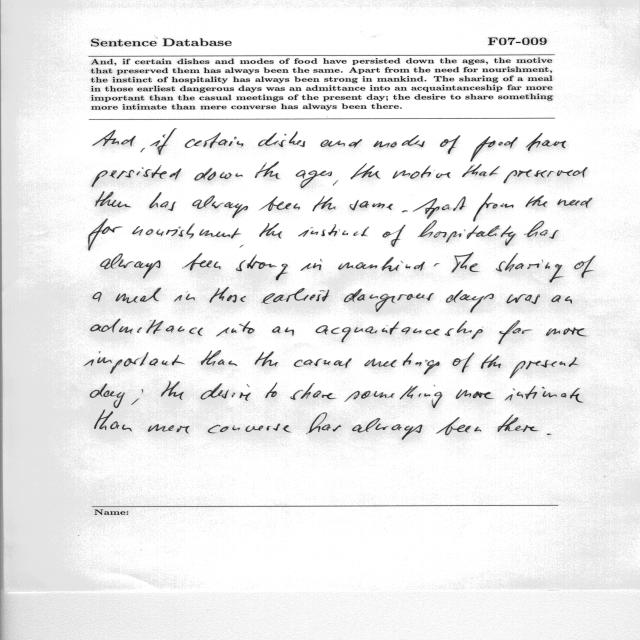 Sentence Database F07-009
And, if certain dishes and modes of food have persisted down the ages, the motive
that preserved them has always been the same. Apart from the need for nourishment,
the instinct of hospitality has always been strong in mankind. The sharing of a meal
in those earliest dangerous days was an admittance into an acquaintanceship far more
important than the casual meetings of the present day; the desire to share something
more intimate than mere converse has always been there.
And, if certain dishes and modes of food have
persisted down the ages, the motive that preserved
them has always been the same. Apart from the need
for nourishment, the instinct of hospitality has
always been strong in mankind. The sharing of
a meal in those earliest dangerous days was an
admittance into an acquaintanceship far more
important than the casual meetings of the present
day; the desire to share something more intimate
than mere converse has always been there.
Name: